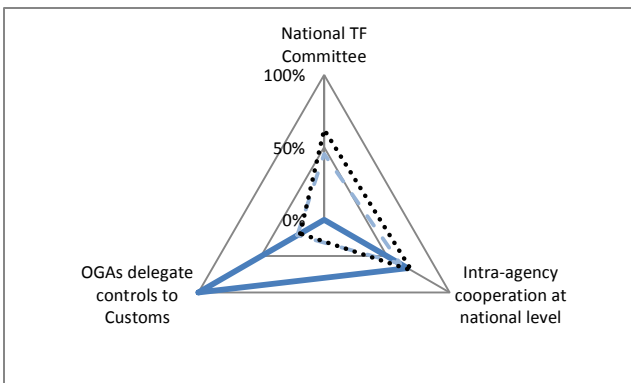 National TF
Committee
100%
50%
0%
OGAs delegate
controls to
Customs
Intra-agency
cooperation at
national level